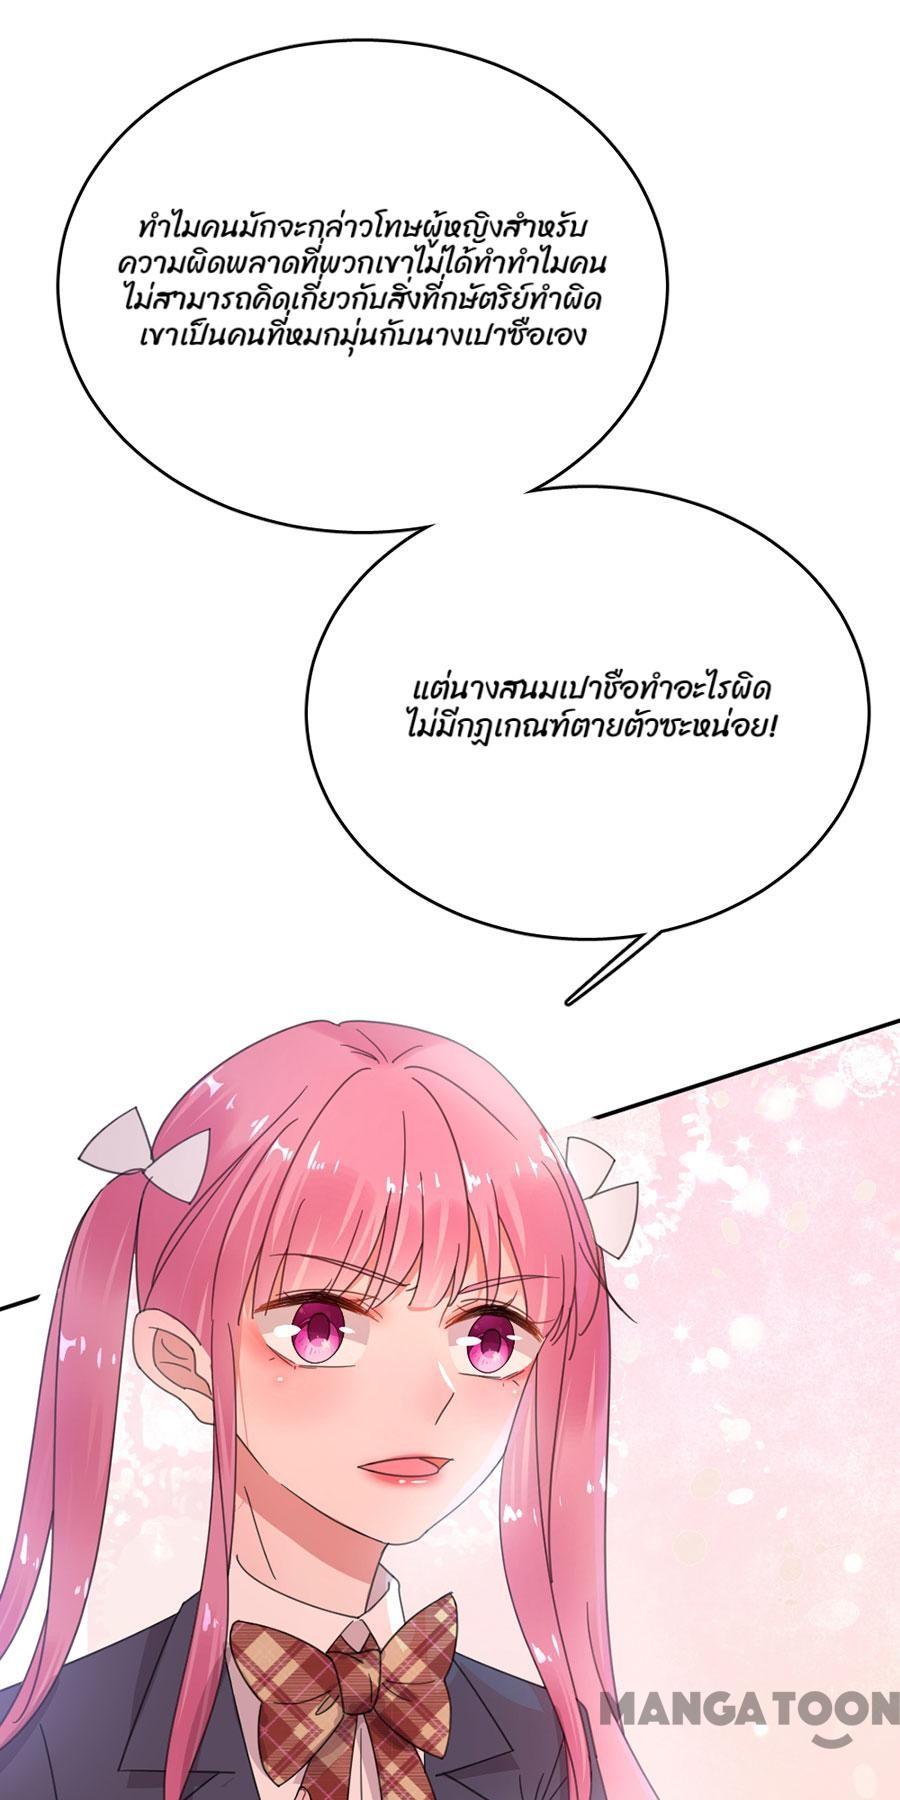 ทำไมคนมักจะกล่าวโทษผู้หญิงสำหรับ
ความผิดพลาดที่พวกเขาไม่ได้ทำทำไมคน
ไม่สามารถคิดเกี่ยวกับสิ่งที่กษัตริย์ทำผิด
เขาเป็นคนที่หมกมุ่นกับนางเปาซือเอง
แต่นางสนมเปาซือทำอะไรผิด
ไม่มีกฎเกณฑ์ตายตัวซะหน่อย!
MANGA TOON